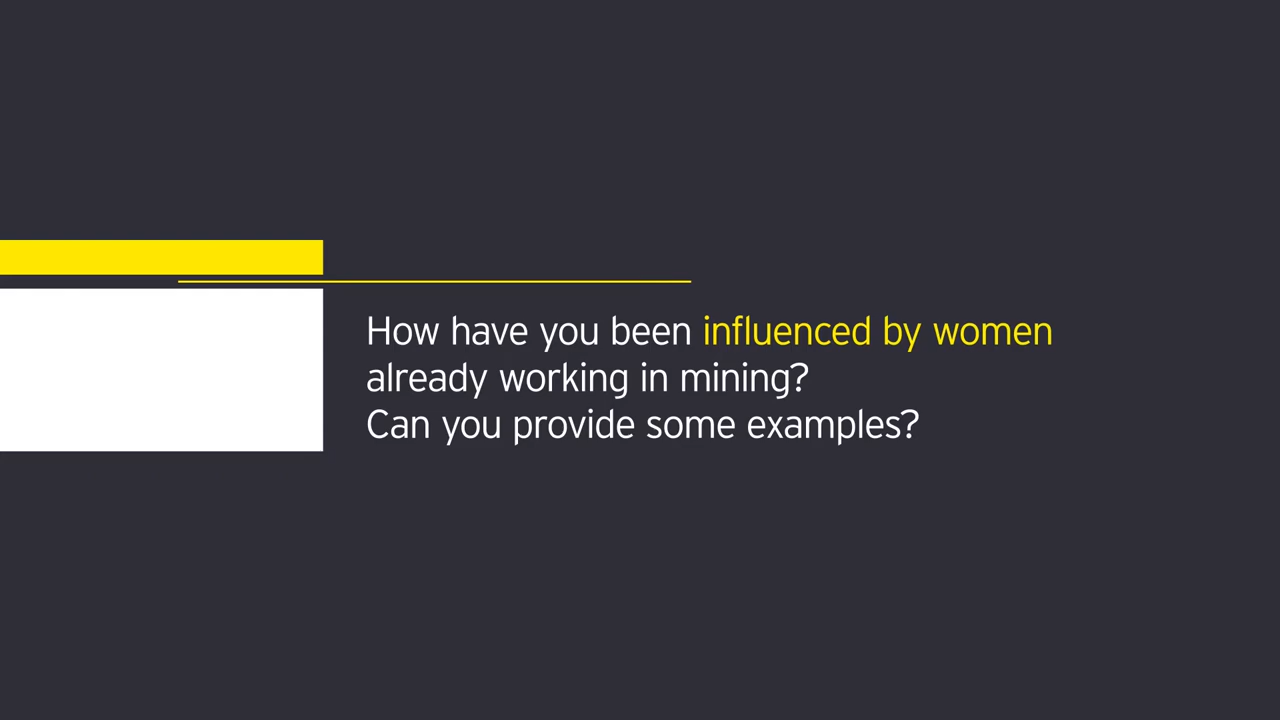 How have you been influenced by women
already working in mining?
Can you provide some examples?